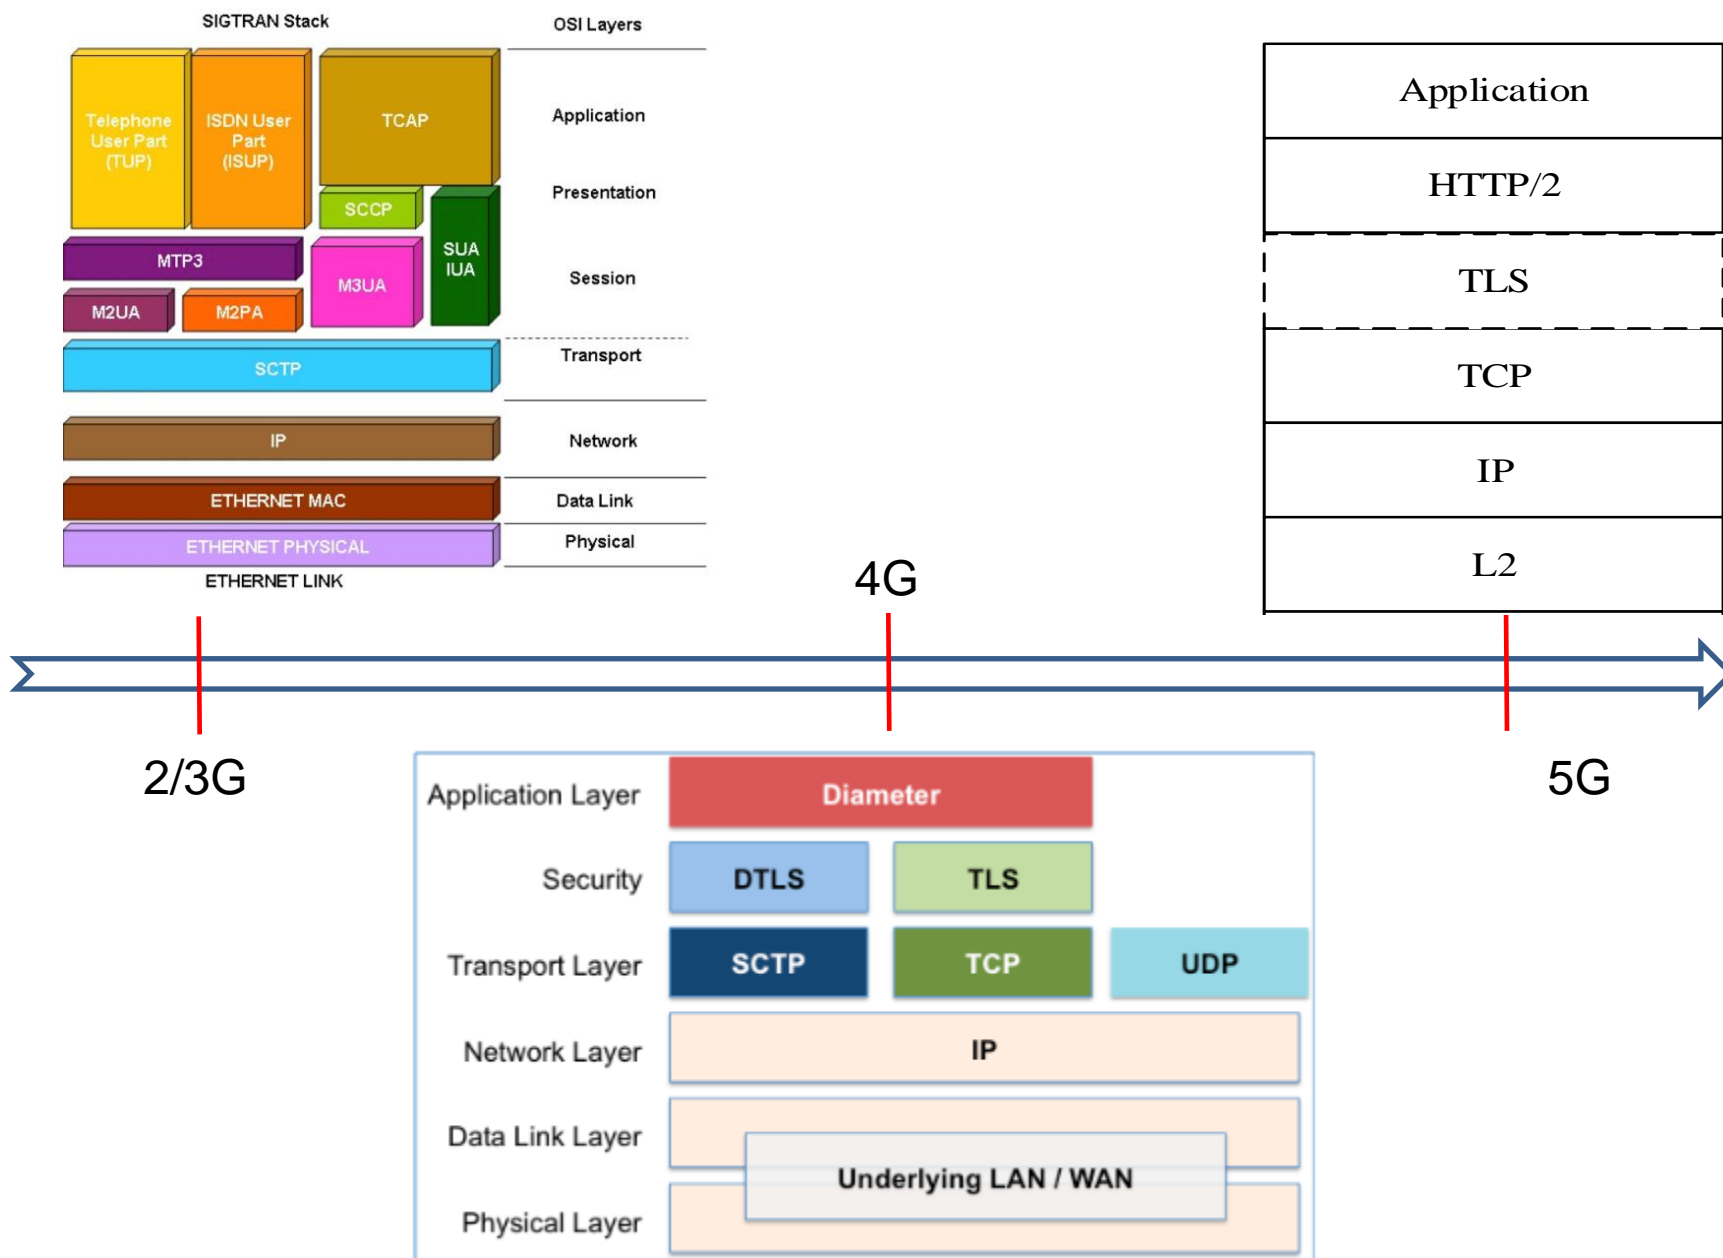 SIGTRAN Stack
OSI Layers
Telephone
User Part
(TUP)
ISDN User
Part
(ISUP)
TCAP
Application
SCCP
Presentation
MTP3
M3UA
SUA
IUA
Session
M2UA
M2PA
SCTP
Transport
IP
Network
ETHERNET MAC
Data Link
ETHERNET PHYSICAL
Physical
ETHERNET LINK
Application
HTTP/2
TLS
TCP
IP
L2
4G
2/3G
5G
Application Layer
Diameter
Security
DTLS
TLS
Transport Layer
SCTP
TCP
UDP
Network Layer
IP
Data Link Layer
Underlying LAN / WAN
Physical Layer